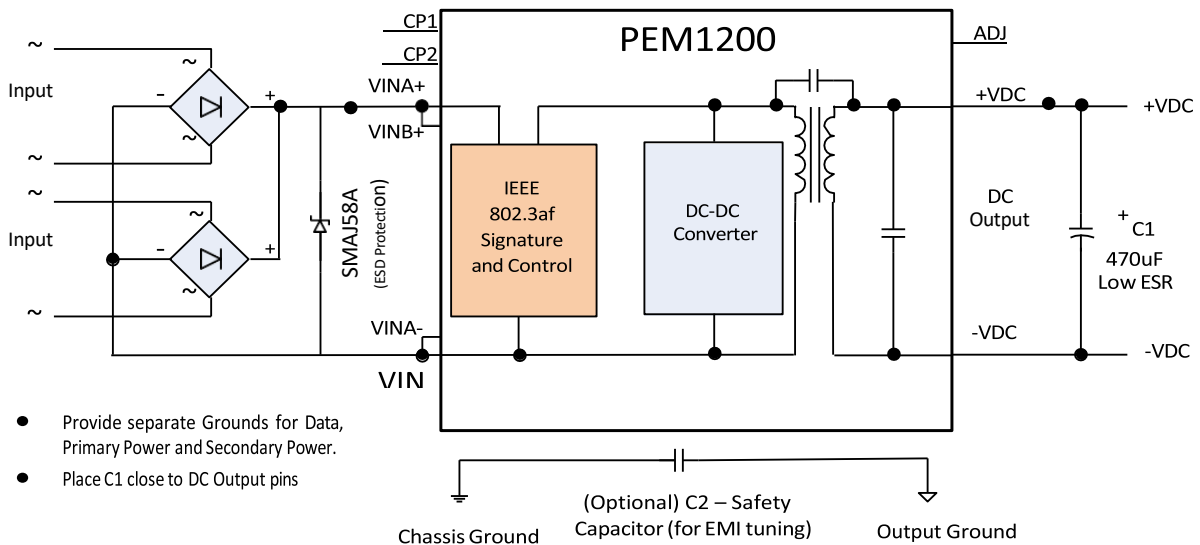 CP1
CP2
PEM1200
ADJ
~
~
Input
-
+
~
~
VINA+
VINB+
+VDC
+VDC
~
~
Input
-
+
~
~
SMAJ58A
(ESD Protection)
IEEE
802.3af
Signature
and Control
DC-DC
Converter
DC
Output
+
C1
470uF
Low ESR
VINA-
VIN
-VDC
-VDC
● Provide separate Grounds for Data,
Primary Power and Secondary Power.
● Place C1 close to DC Output pins
(Optional) C2 – Safety
Capacitor (for EMI tuning)
Chassis Ground
Output Ground